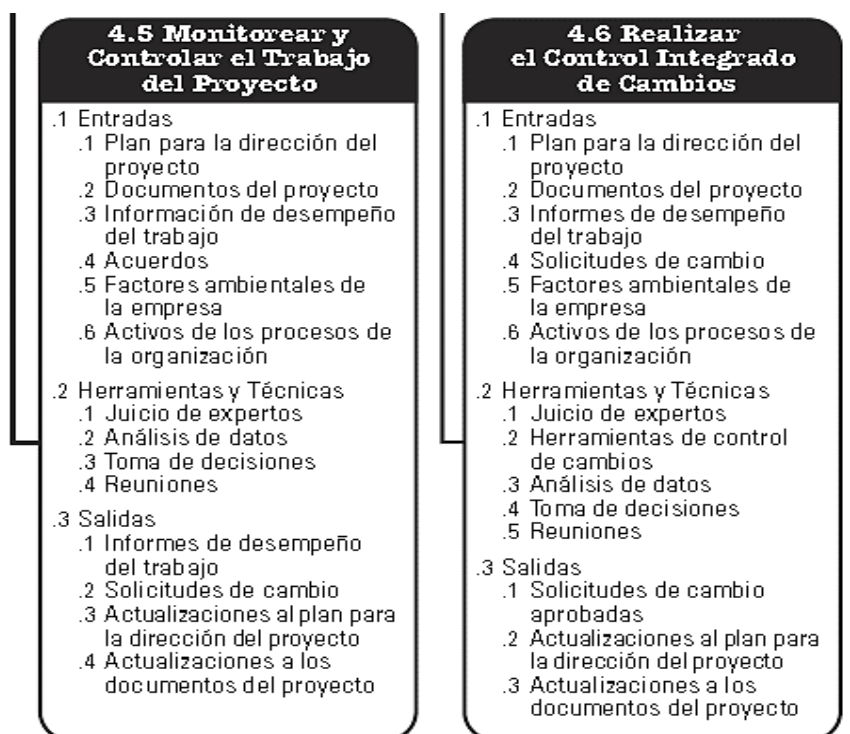 4.5 Monitorear y
Controlar el Trabajo
del Proyecto
.1 Entradas
.1 Plan para la dirección del
proyecto
.2 Documentos del proyecto
.3 Información de desempeño
del trabajo
.4 Acuerdos
.5 Factores ambientales de
la empresa
.6 Activos de los procesos de
la organización
.2 Herramientas y Técnicas
.1 Juicio de expertos
.2 Análisis de datos
.3 Toma de decisiones
.4 Reuniones
.3 Salidas
.1 Informes de desempeño
del trabajo
.2 Solicitudes de cambio
.3 Actualizaciones al plan para
la dirección del proyecto
.4 Actualizaciones a los
documentos del proyecto
4.6 Realizar
el Control Integrado
de Cambios
.1 Entradas
.1 Plan para la dirección del
proyecto
.2 Documentos del proyecto
.3 Informes de desempeño
del trabajo
.4 Solicitudes de cambio
.5 Factores ambientales de
la empresa
.6 Activos de los procesos de
la organización
.2 Herramientas y Técnicas
.1 Juicio de expertos
.2 Herramientas de control
de cambios
.3 Análisis de datos
.4 Toma de decisiones
.5 Reuniones
.3 Salidas
.1 Solicitudes de cambio
aprobadas
.2 Actualizaciones al plan para
la dirección del proyecto
.3 Actualizaciones a los
documentos del proyecto